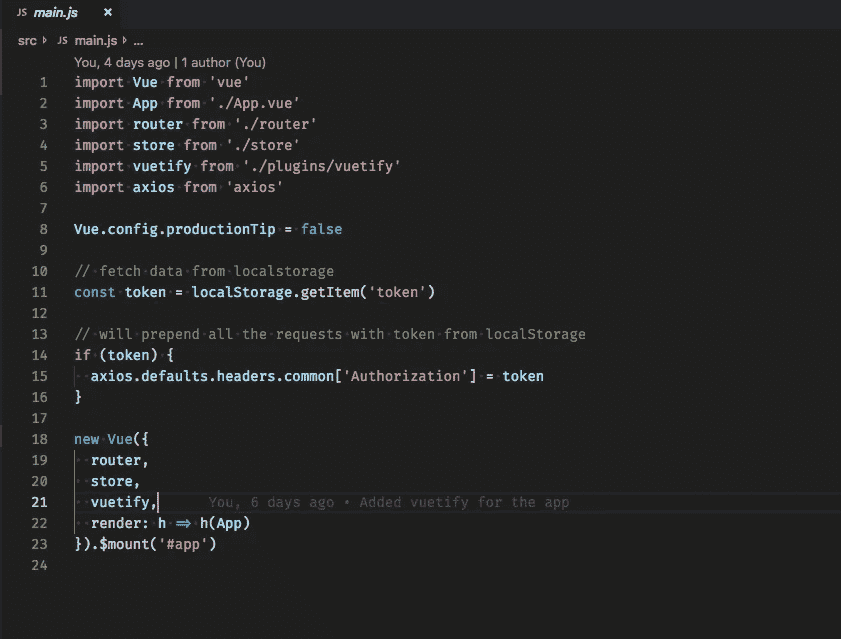 JS main.js ×
src › JS main.js › ...
You, 4 days ago | 1 author (You)
1 import Vue from 'vue'
2 import App from './App.vue'
3 import router from './router'
4 import store from './store'
5 import vuetify from './plugins/vuetify'
6 import axios from 'axios'
7
8 Vue.config.productionTip = false
9
10 // fetch data from localstorage
11 const token = localStorage.getItem('token')
12
13 // will prepend all the requests with token from localStorage
14 if (token) {
15   axios.defaults.headers.common['Authorization'] = token
16 }
17
18 new Vue({
19   router,
20   store,
21   vuetify, You, 6 days ago • Added vuetify for the app
22   render: h => h(App)
23 }).$mount('#app')
24